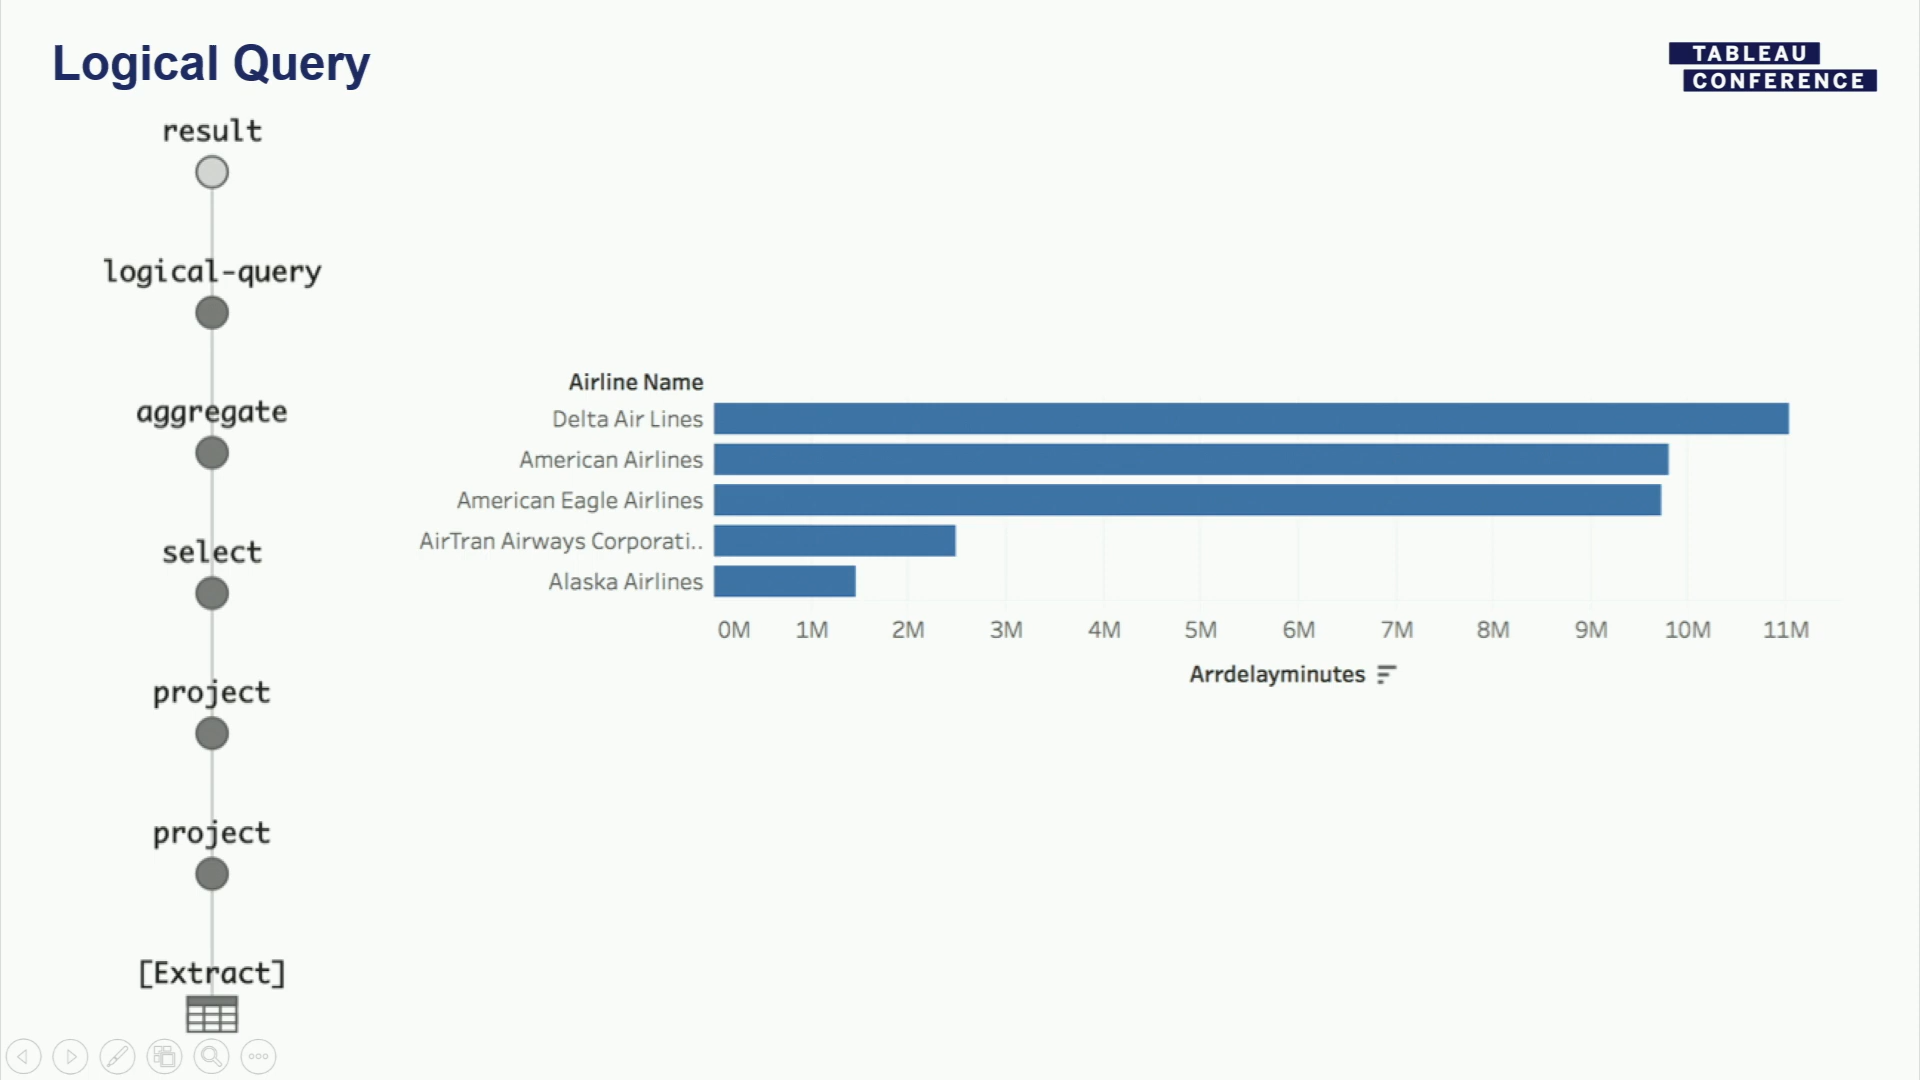 Logical Query
TABLEAU
CONFERENCE
result
logical-query
aggregate
select
project
project
[Extract]
Airline Name
Delta Air Lines
American Airlines
American Eagle Airlines
AirTran Airways Corporati..
Alaska Airlines
0M 1M 2M 3M 4M 5M 6M 7M 8M 9M 10M 11M
Arrdelayminutes